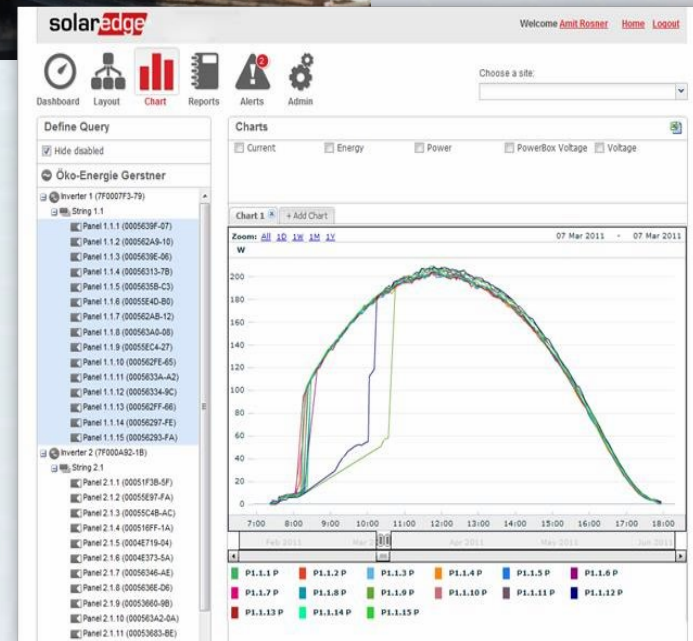 solaredge
Welcome Amit Rosner Home Logout
2
Dashboard Layout Chart Reports Alerts Admin
Choose a site:
Define Query
Hide disabled
Öko-Energie Gerstner
Inverter 1 (7F0007F3-79)
String 1.1
Panel 1.1.1 (0005639F-07)
Panel 1.1.2 (000562A9-10)
Panel 1.1.3 (0005639E-06)
Panel 1.1.4 (00056313-7B)
Panel 1.1.5 (0005635B-C3)
Panel 1.1.6 (00055E4D-B0)
Panel 1.1.7 (000562AB-12)
Panel 1.1.8 (000563A0-08)
Panel 1.1.9 (00055EC4-27)
Panel 1.1.10 (000562FE-65)
Panel 1.1.11 (0005633A-A2)
Panel 1.1.12 (00056334-9C)
Panel 1.1.13 (000562FF-66)
Panel 1.1.14 (00056297-FE)
Panel 1.1.15 (00056293-FA)
Inverter 2 (7F000A92-1B)
String 2.1
Panel 2.1.1 (00051F3B-5F)
Panel 2.1.2 (00055E97-FA)
Panel 2.1.3 (00055C4B-AC)
Panel 2.1.4 (000516FF-1A)
Panel 2.1.5 (0004E719-04)
Panel 2.1.6 (0004E373-5A)
Panel 2.1.7 (00056346-AE)
Panel 2.1.8 (0005636E-D6)
Panel 2.1.9 (00053660-9B)
Panel 2.1.10 (000563A2-0A)
Panel 2.1.11 (00053683-BE)
Charts
Current Energy Power PowerBox Voltage Voltage
Chart 1 + Add Chart
Zoom: All 1D 1W 1M 1Y 07 Mar 2011 - 07 Mar 2011
W
200
180
160
140
120
100
80
60
40
20
0
7:00 8:00 9:00 10:00 11:00 12:00 13:00 14:00 15:00 16:00 17:00 18:00
Feb 2011 Mar Apr 2011 May 2011 Jun 2011
P1.1.1 P P1.1.2 P P1.1.3 P P1.1.4 P P1.1.5 P P1.1.6 P
P1.1.7 P P1.1.8 P P1.1.9 P P1.1.10 P P1.1.11 P P1.1.12 P
P1.1.13 P P1.1.14 P P1.1.15 P